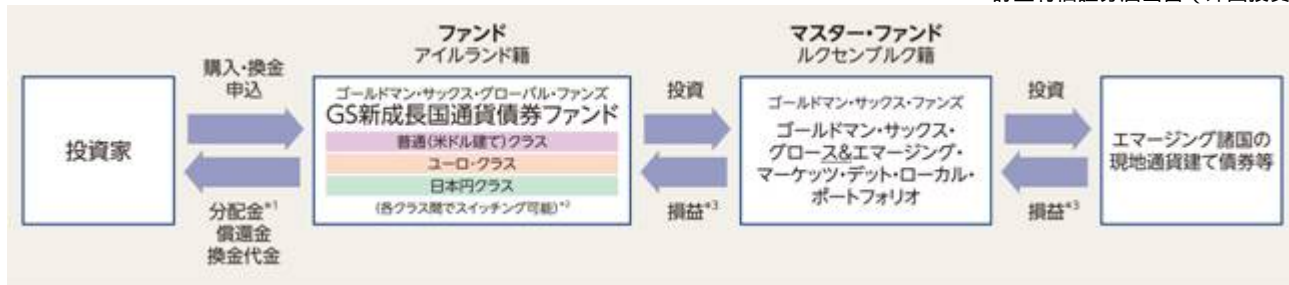 投資家
購入・換金
申込
分配金*1
償還金
換金代金
ファンド
アイルランド籍
ゴールドマン・サックス・グローバル・ファンズ
GS新成長国通貨債券ファンド
普通(米ドル建て)クラス
ユーロ・クラス
日本円クラス
(各クラス間でスイッチング可能)*2
投資
損益*3
マスター・ファンド
ルクセンブルク籍
ゴールドマン・サックス・ファンズ
ゴールドマン・サックス・
グロース&エマージング・
マーケッツ・デット・ローカル・
ポートフォリオ
投資
損益*3
エマージング諸国の
現地通貨建て債券等